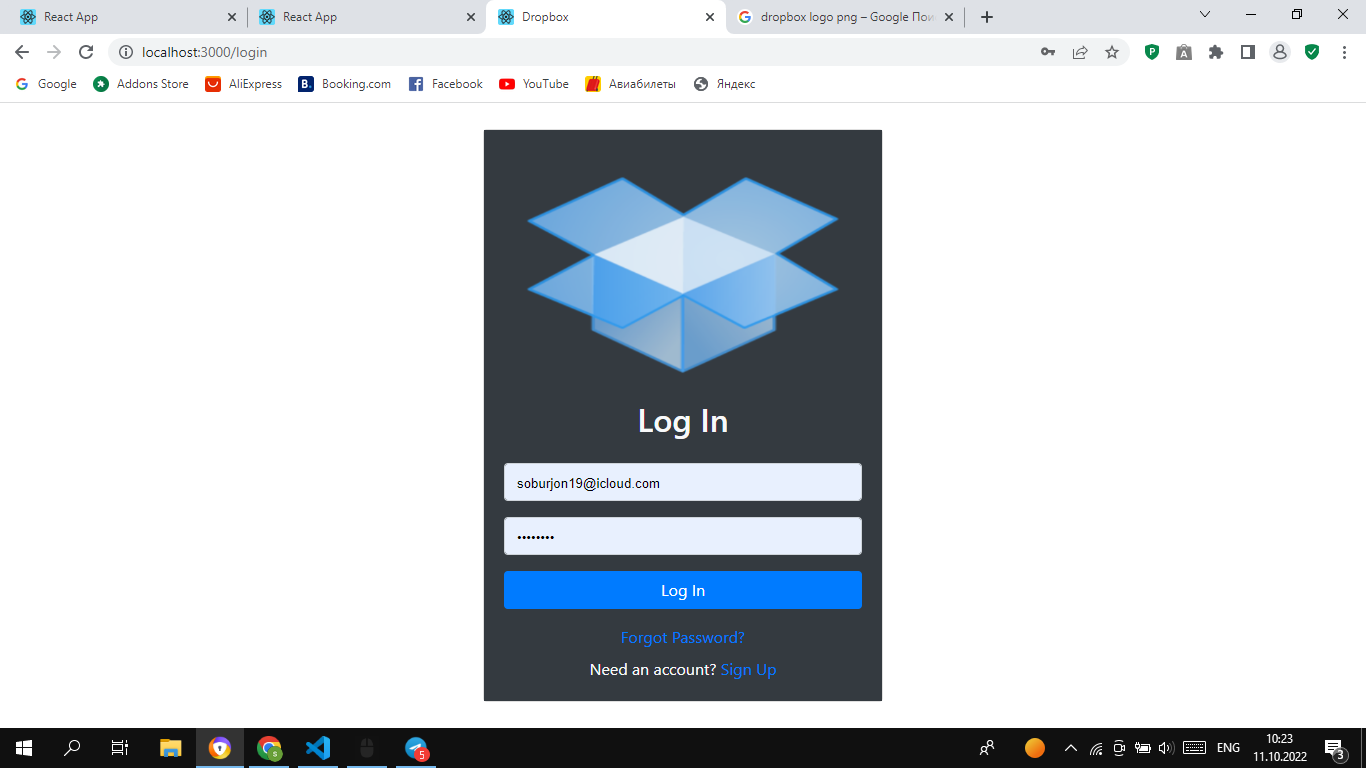 React App
React App
Dropbox
dropbox logo png – Google Пои
localhost:3000/login
Google
Addons Store
AliExpress
B.
Booking.com
Facebook
YouTube
Авиабилеты
Яндекс
Log In
soburjon19@icloud.com
••••••••
Log In
Forgot Password?
Need an account? Sign Up
S
5
ENG
10:23
11.10.2022
3